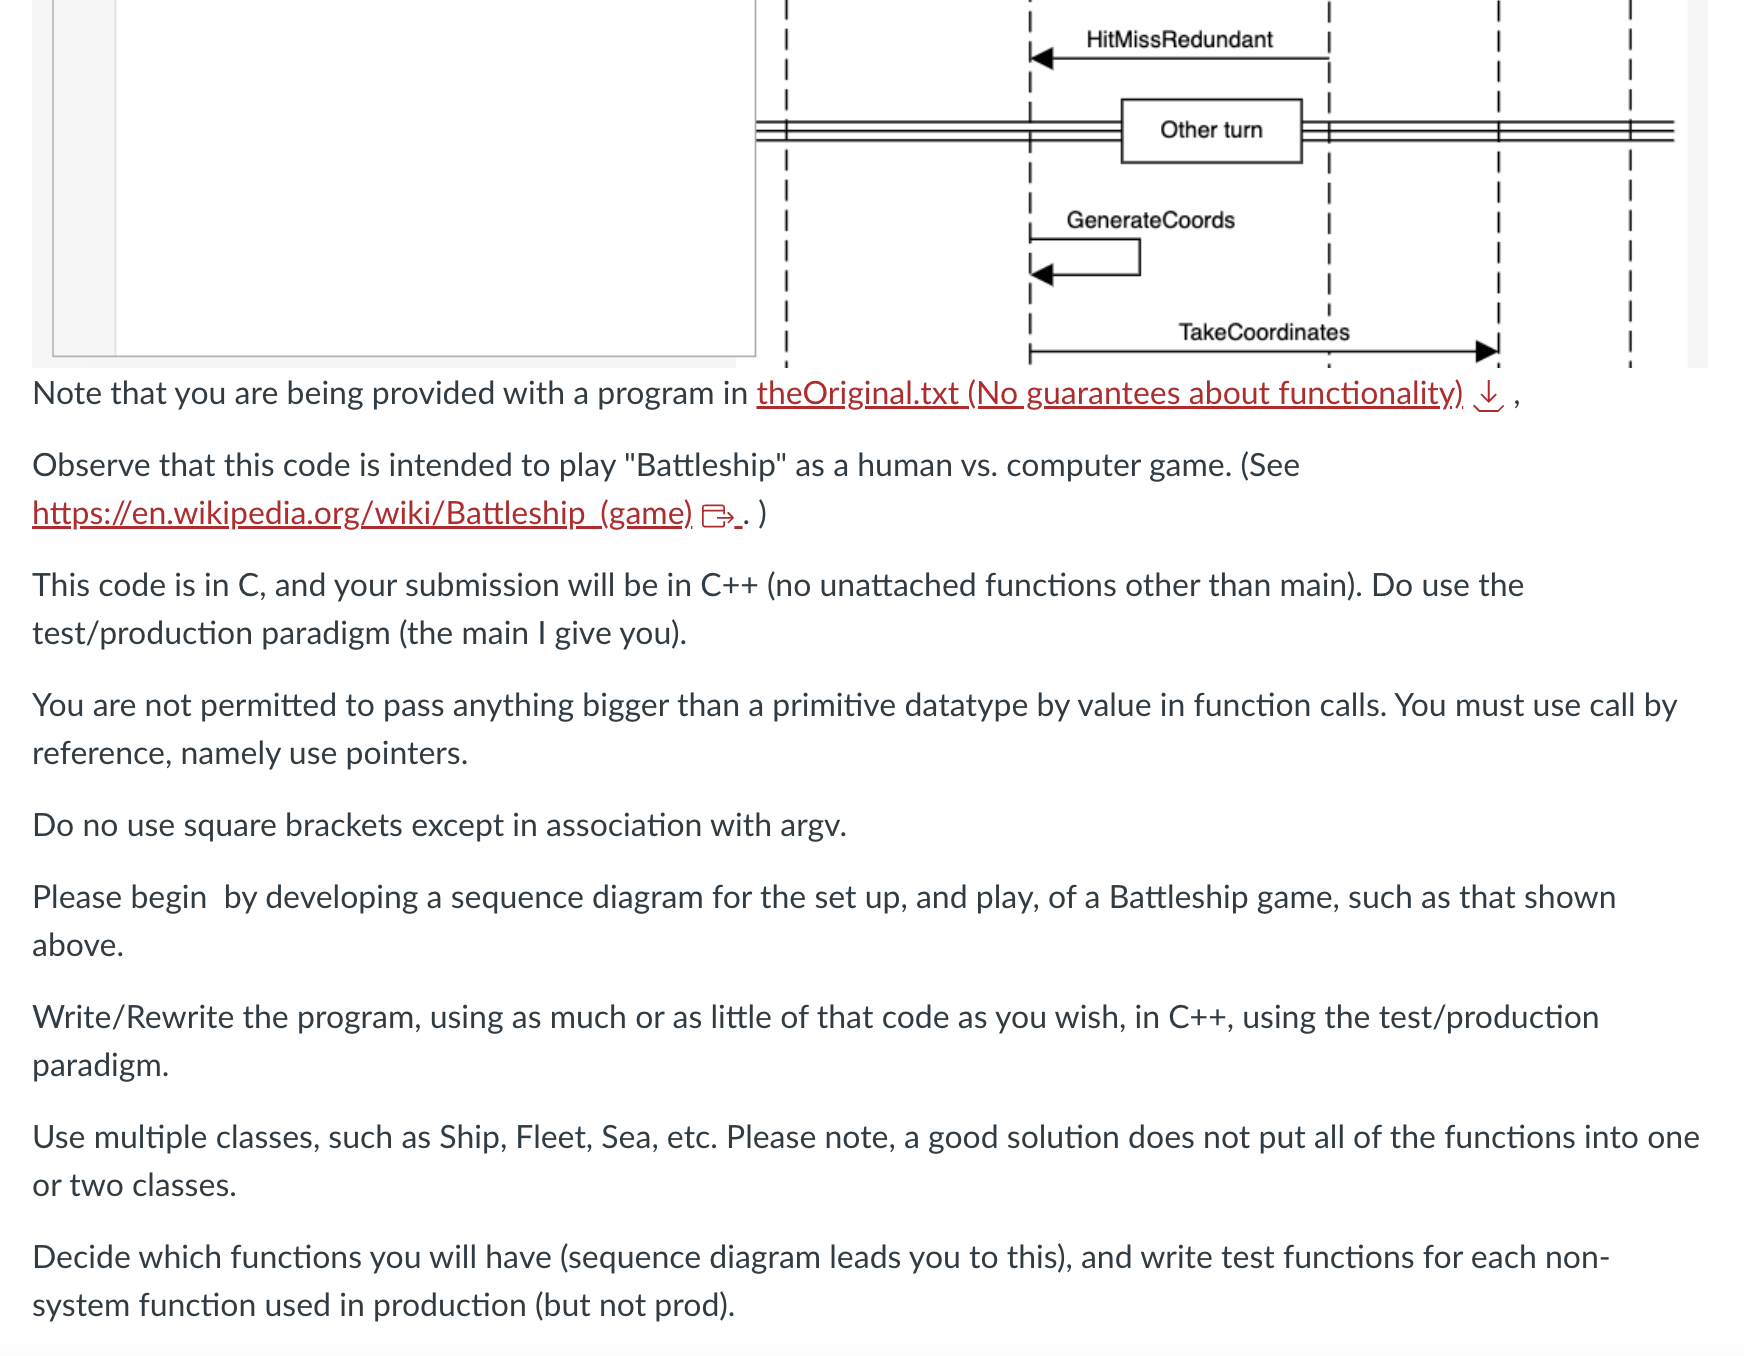 HitMissRedundant
Other turn
GenerateCoords
TakeCoordinates
Note that you are being provided with a program in theOriginal.txt (No guarantees about functionality) ,
Observe that this code is intended to play "Battleship" as a human vs. computer game. (See
https://en.wikipedia.org/wiki/Battleship_(game) . )
This code is in C, and your submission will be in C++ (no unattached functions other than main). Do use the
test/production paradigm (the main I give you).
You are not permitted to pass anything bigger than a primitive datatype by value in function calls. You must use call by
reference, namely use pointers.
Do no use square brackets except in association with argv.
Please begin  by developing a sequence diagram for the set up, and play, of a Battleship game, such as that shown
above.
Write/Rewrite the program, using as much or as little of that code as you wish, in C++, using the test/production
paradigm.
Use multiple classes, such as Ship, Fleet, Sea, etc. Please note, a good solution does not put all of the functions into one
or two classes.
Decide which functions you will have (sequence diagram leads you to this), and write test functions for each non-
system function used in production (but not prod).